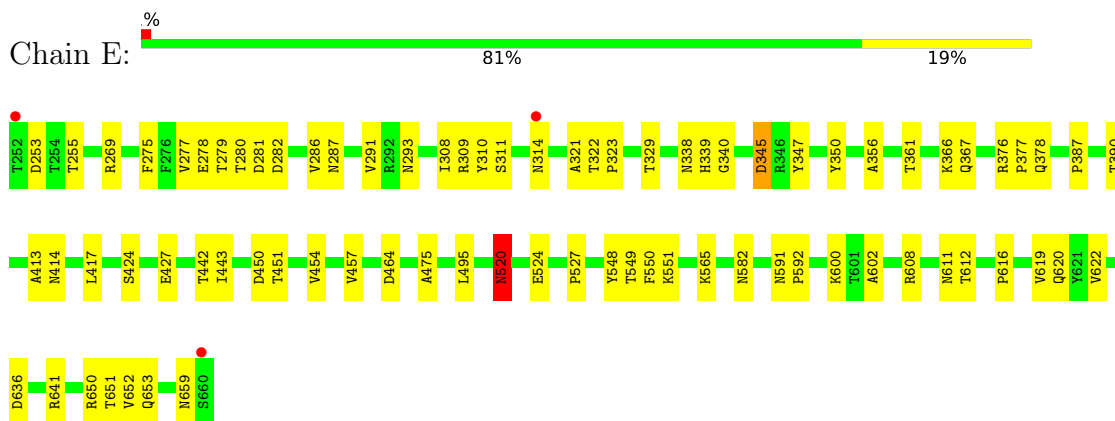 .%
Chain E:
81% 19%
T252 D253 T254 T255 R269 F275 F276 V277 E278 T279 T280 D281 D282 V286 N287 V291 R292 N293 I308 R309 Y310 S311 N314 A321 T322 P323 T329 N338 H339 G340 D345 R346 Y347 Y350 A356 T361 K366 Q367 R376 P377 Q378 P387 T390
A413 N414 L417 S424 E427 T442 I443 D450 T451 V454 V457 D464 A475 L495 N520 E524 P527 Y548 T549 F550 K551 K565 N582 N591 P592 K600 T601 A602 R608 N611 T612 P616 V619 Q620 Y621 V622
D636 R641 R650 T651 V652 Q653 N659 S660